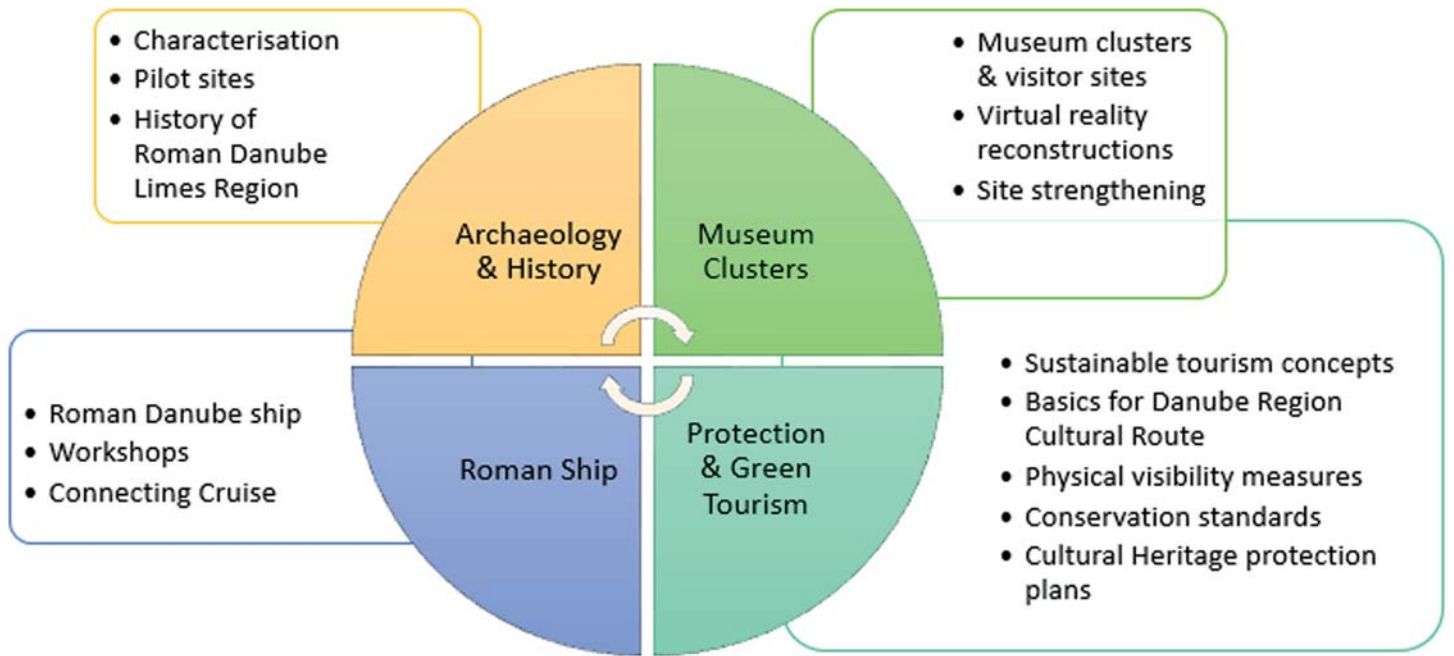 • Characterisation
• Pilot sites
• History of
Roman Danube
Limes Region
Archaeology
& History
• Museum clusters
& visitor sites
• Virtual reality
reconstructions
• Site strengthening
Museum
Clusters
• Roman Danube ship
• Workshops
• Connecting Cruise
Roman Ship
Protection
& Green
Tourism
• Sustainable tourism concepts
• Basics for Danube Region
Cultural Route
• Physical visibility measures
• Conservation standards
• Cultural Heritage protection
plans